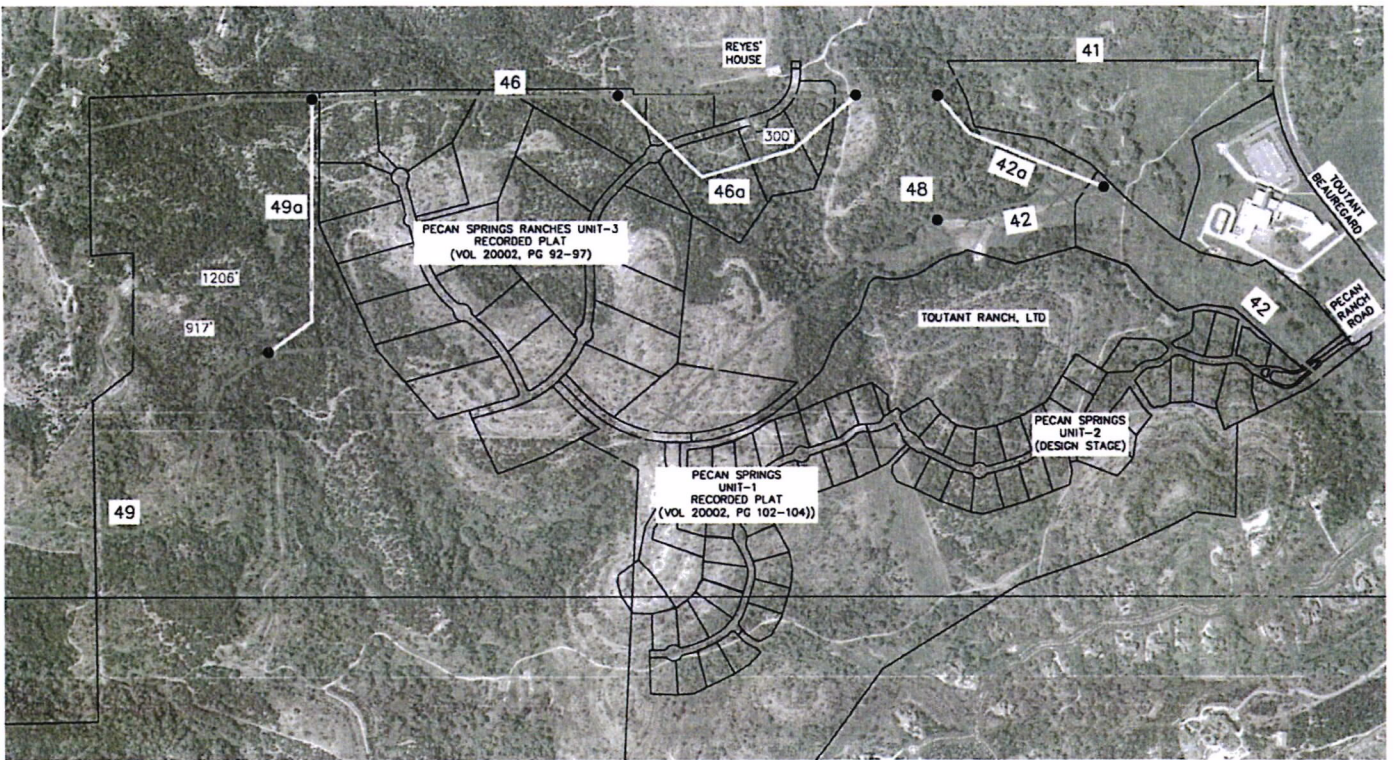 REYES'
HOUSE
41
46
300'
42a
49a
46a
48
TOUTANT
BEAUREGARD
42
PECAN SPRINGS RANCHES UNIT-3
RECORDED PLAT
(VOL 20002, PG 92-97)
1206'
917'
42
PECAN
RANCH
ROAD
TOUTANT RANCH, LTD
PECAN SPRINGS
UNIT-2
(DESIGN STAGE)
PECAN SPRINGS
UNIT-1
RECORDED PLAT
(VOL 20002, PG 102-104))
49